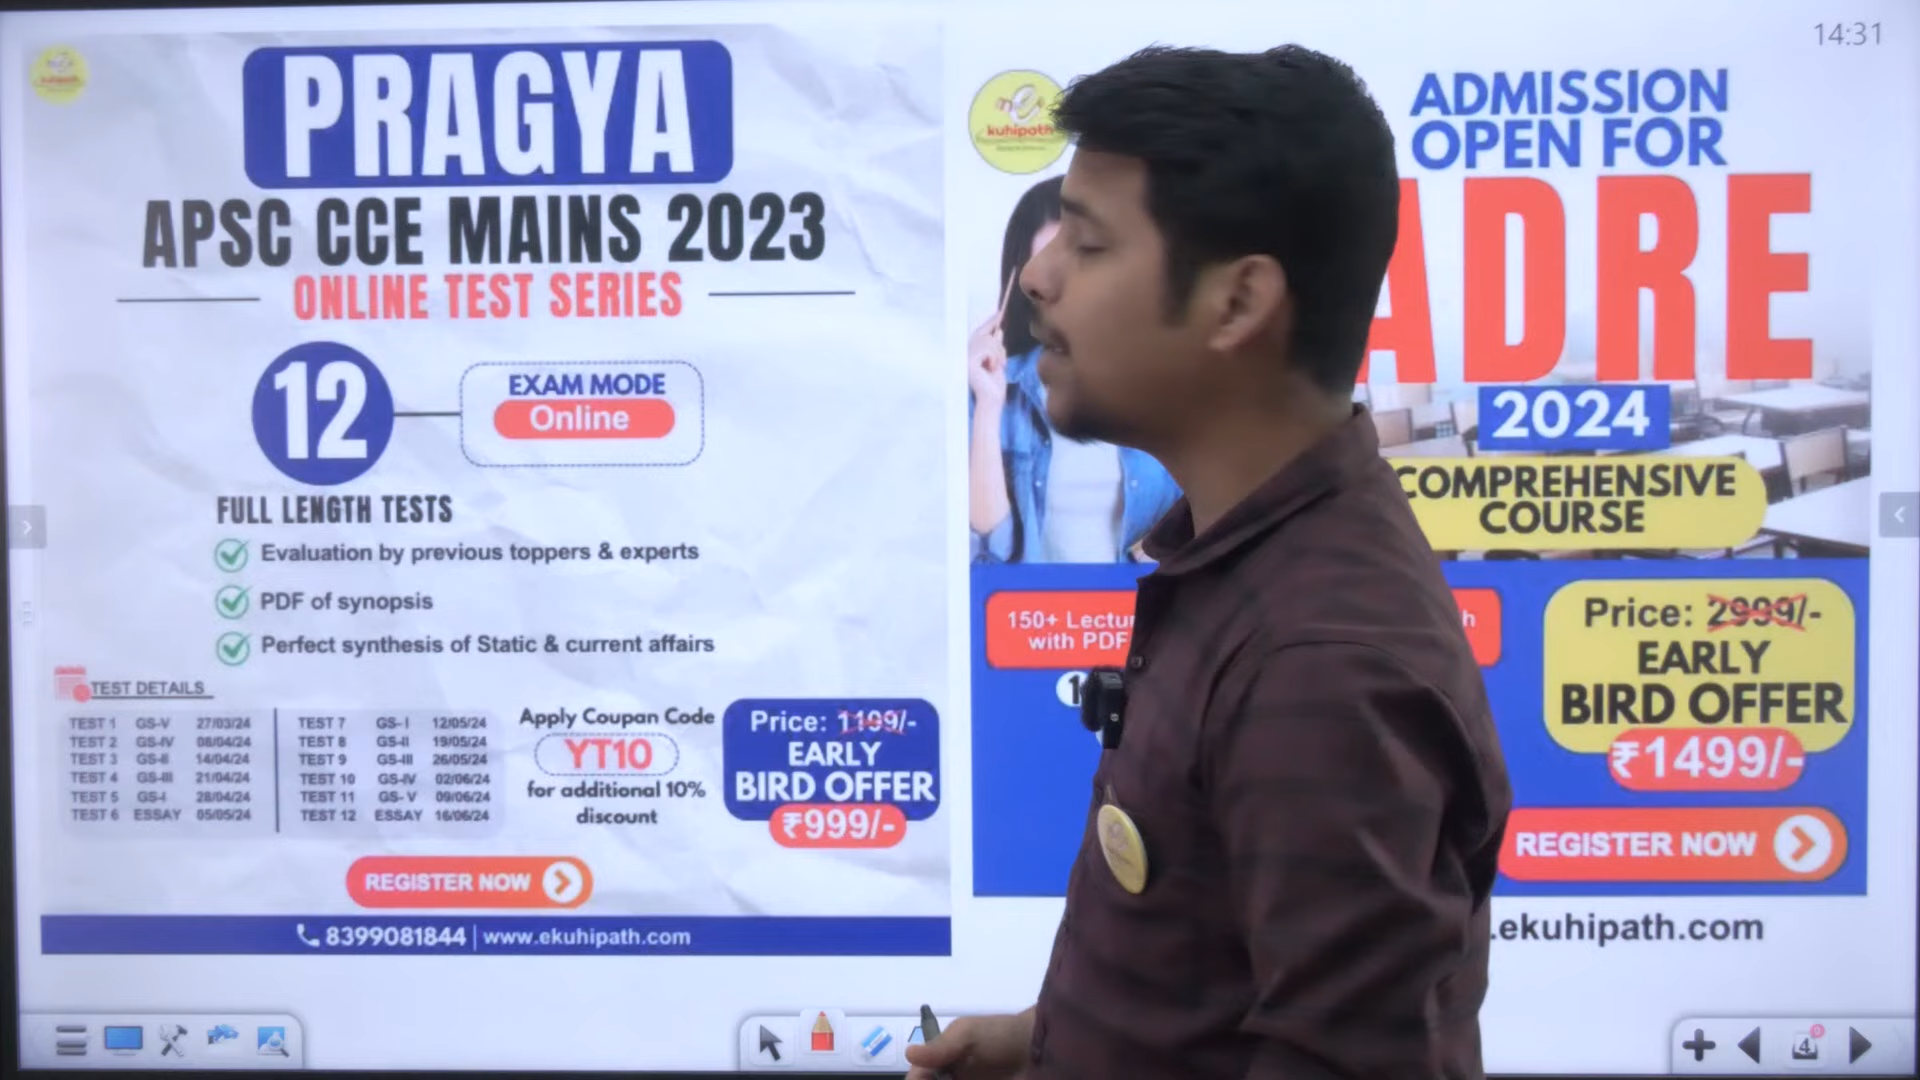 14:31
kuhipath
PRAGYA
APSC CCE MAINS 2023
ONLINE TEST SERIES
12
EXAM MODE
Online
FULL LENGTH TESTS
Evaluation by previous toppers & experts
PDF of synopsis
Perfect synthesis of Static & current affairs
TEST DETAILS
TEST 1 GS-V 27/03/24
TEST 2 GS-IV 08/04/24
TEST 3 GS-II 14/04/24
TEST 4 GS-III 21/04/24
TEST 5 GS-I 28/04/24
TEST 6 ESSAY 05/05/24
TEST 7 GS-I 12/05/24
TEST 8 GS-II 19/05/24
TEST 9 GS-III 26/05/24
TEST 10 GS-IV 02/06/24
TEST 11 GS-V 09/06/24
TEST 12 ESSAY 16/06/24
Apply Coupan Code
YT10
for additional 10%
discount
Price: 1199/-
EARLY
BIRD OFFER
₹999/-
REGISTER NOW
8399081844 | www.ekuhipath.com
kuhipath
ADMISSION
OPEN FOR
ADRE
2024
COMPREHENSIVE
COURSE
150+ Lectur
with PDF
Price: 2999/-
EARLY
BIRD OFFER
₹1499/-
REGISTER NOW
.ekuhipath.com
4